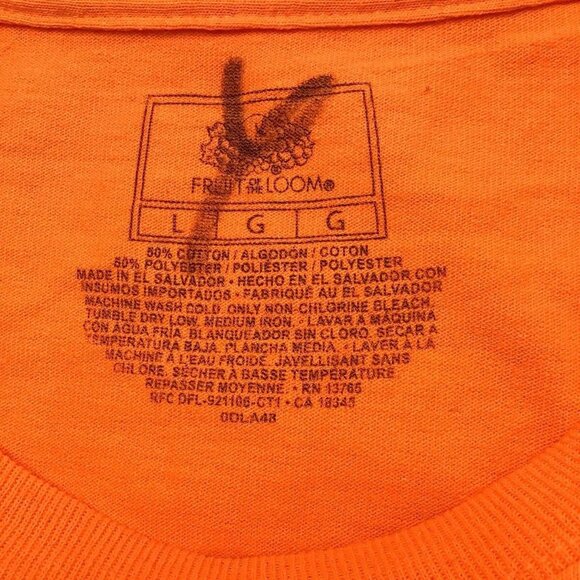 FRUIT OF THE LOOM®
L G G
50% COTTON / ALGODÓN / COTON
50% POLYESTER / POLIÉSTER / POLYESTER
MADE IN EL SALVADOR • HECHO EN EL SALVADOR CON
INSUMOS IMPORTADOS • FABRIQUÉ AU EL SALVADOR
MACHINE WASH COLD. ONLY NON-CHLORINE BLEACH.
TUMBLE DRY LOW. MEDIUM IRON. • LAVAR A MÁQUINA
CON AGUA FRÍA. BLANQUEADOR SIN CLORO. SECAR A
TEMPERATURA BAJA. PLANCHA MEDIA. • LAVER À LA
MACHINE À L'EAU FROIDE. JAVELLISANT SANS
CHLORE. SÉCHER À BASSE TEMPÉRATURE
REPASSER MOYENNE. • RN 13765
RFC DFL-921106-CT1 • CA 18345
0DLA48